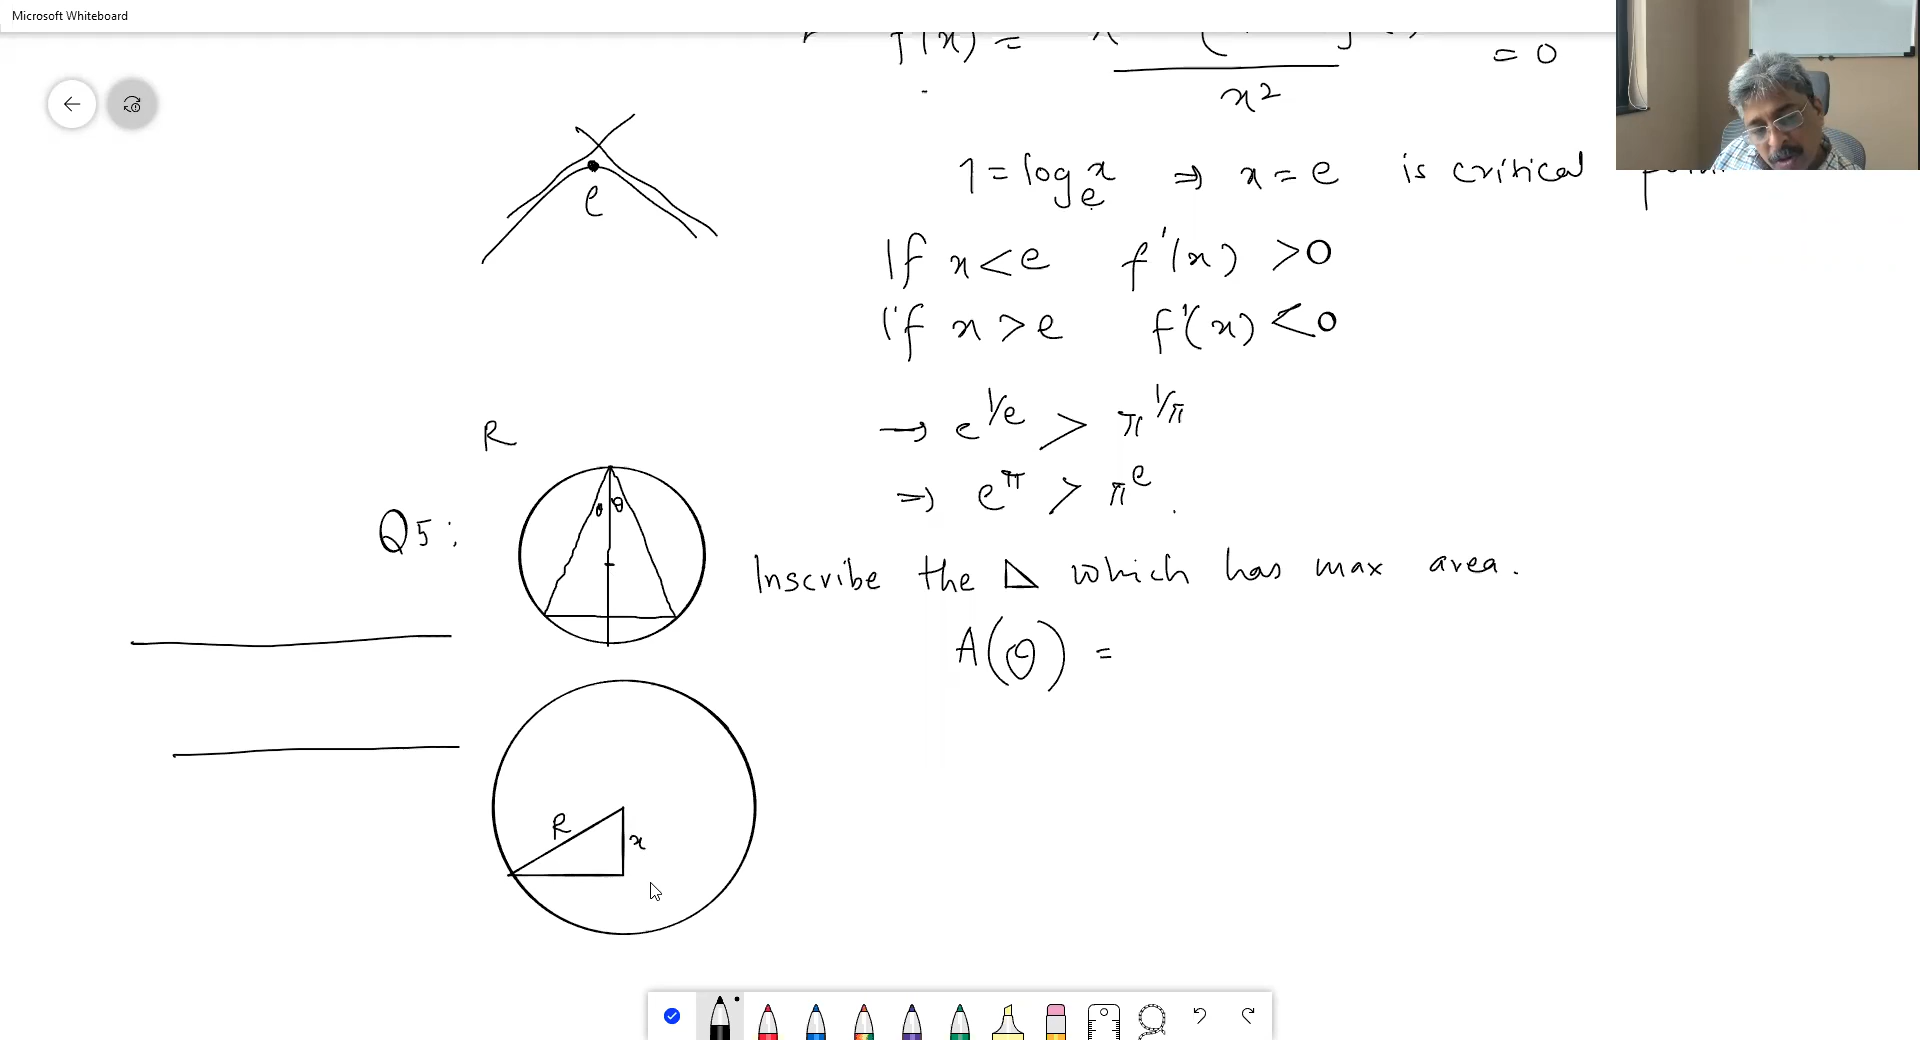 Microsoft Whiteboard
f'(x) =
x²
= 0
1 = logₑx ⇒ x = e is critical
e
If x < e f'(x) > 0
If x > e f'(x) < 0
→ e^{1/e} > π^{1/π}
⇒ e^π > π^e .
R
Q5 :
θ θ
Inscribe the Δ which has max area .
A(θ) =
R
x